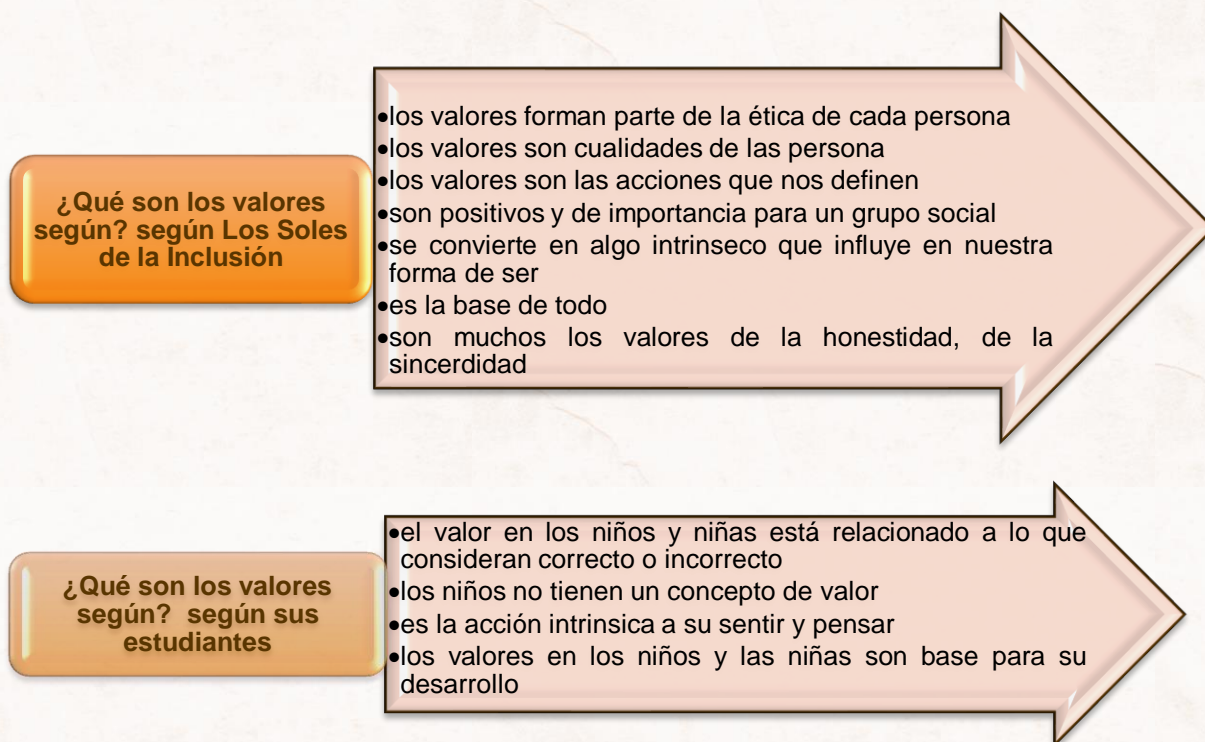 ¿Qué son los valores
según? según Los Soles
de la Inclusión
•los valores forman parte de la ética de cada persona
•los valores son cualidades de las persona
•los valores son las acciones que nos definen
•son positivos y de importancia para un grupo social
•se convierte en algo intrinseco que influye en nuestra
forma de ser
•es la base de todo
•son muchos los valores de la honestidad, de la
sincerdidad
¿Qué son los valores
según? según sus
estudiantes
•el valor en los niños y niñas está relacionado a lo que
consideran correcto o incorrecto
•los niños no tienen un concepto de valor
•es la acción intrinsica a su sentir y pensar
•los valores en los niños y las niñas son base para su
desarrollo